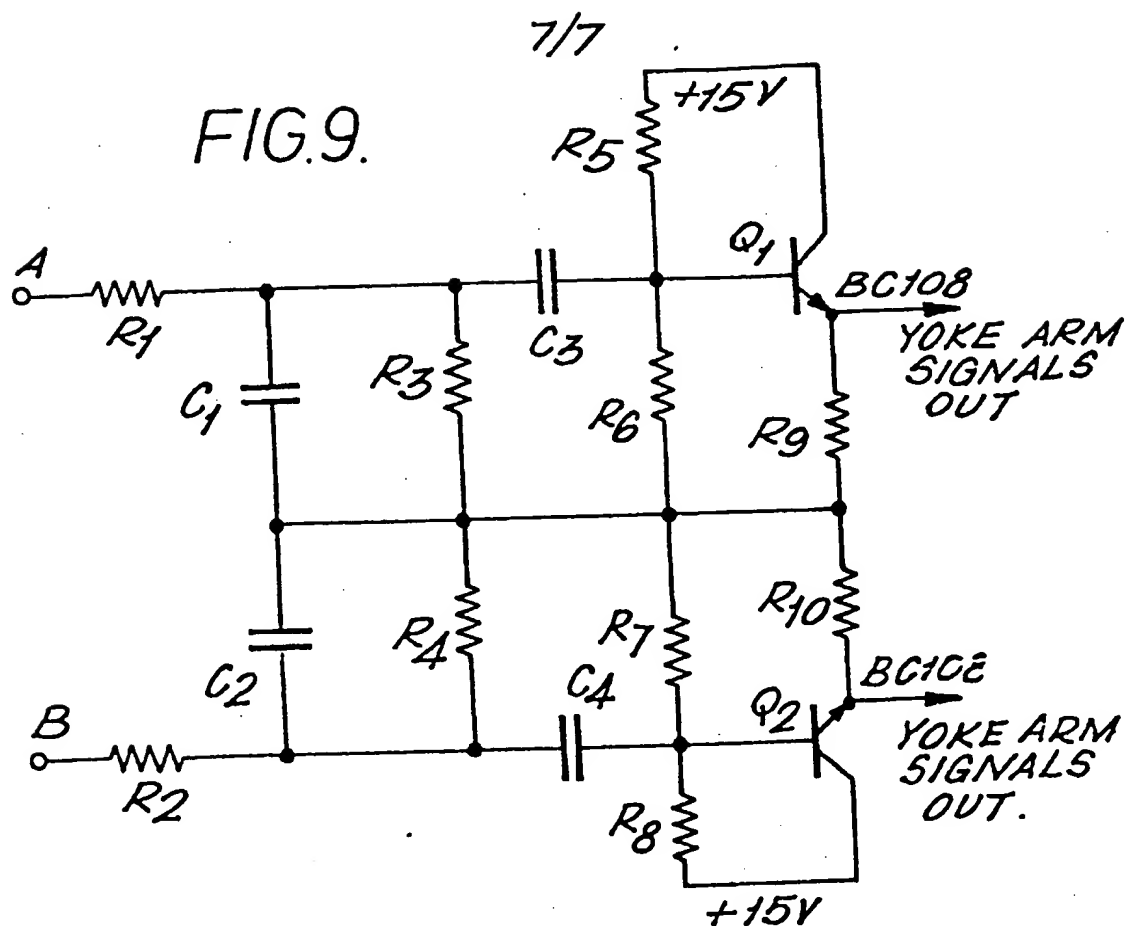 7/7
FIG.9.
+15V
R5
Q1
A
BC108
R1
C3
YOKE ARM
SIGNALS
OUT
C1
R3
R6
R9
C2
R4
R7
R10
C4
BC10E
B
Q2
YOKE ARM
SIGNALS
OUT.
R2
R8
+15V